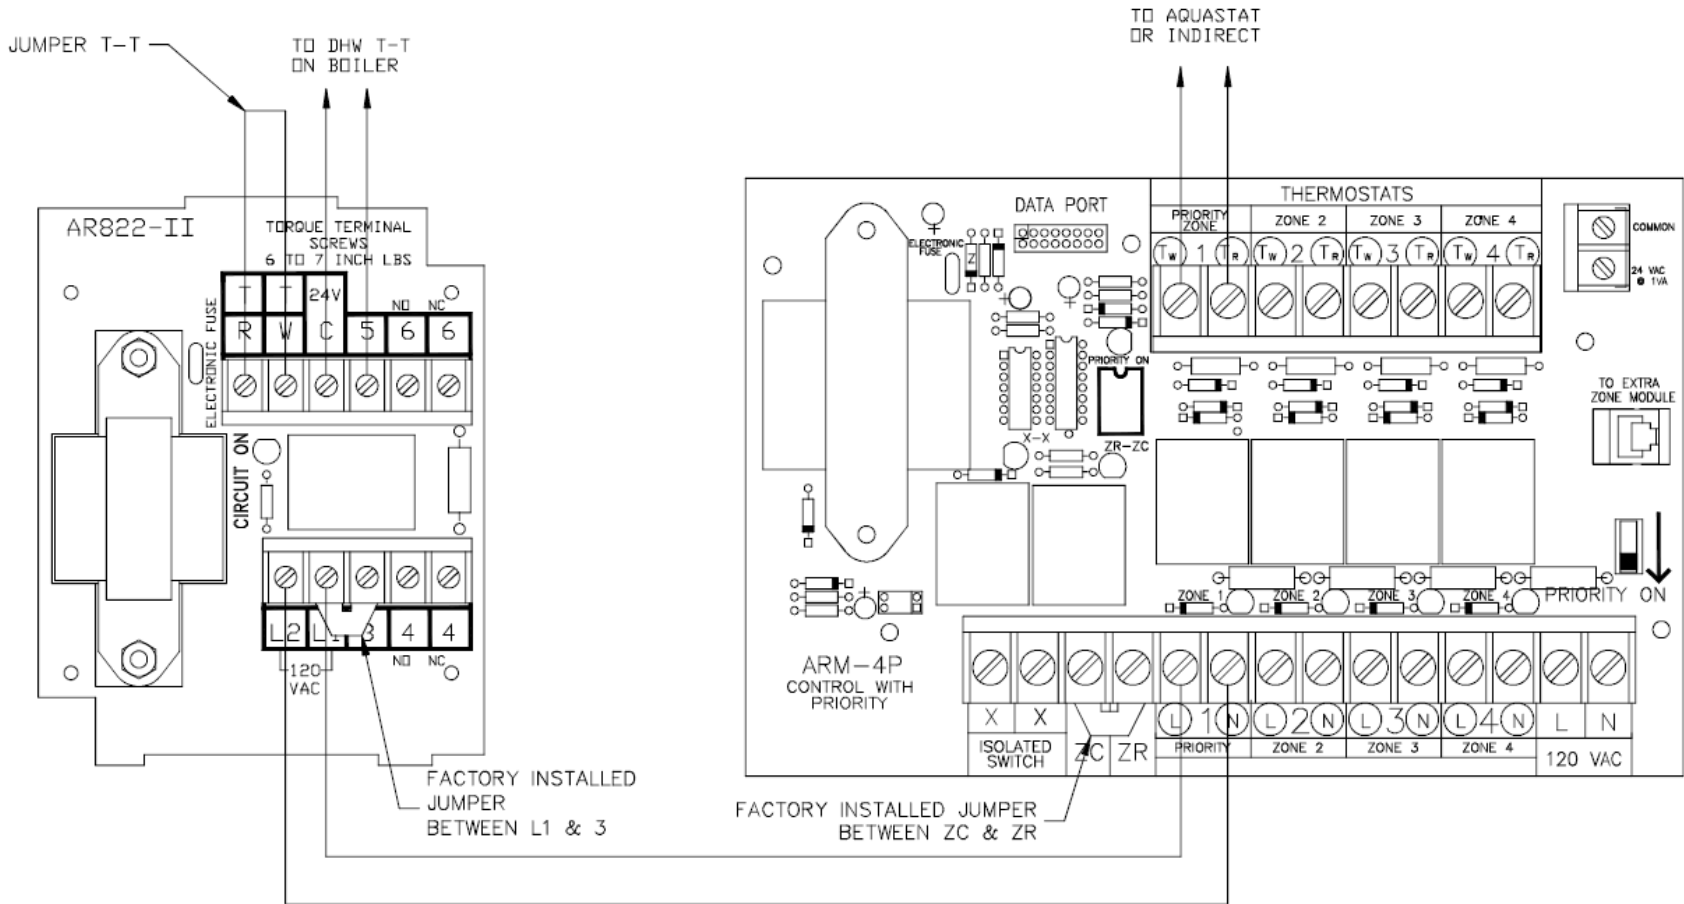 JUMPER T-T
TO DHW T-T
ON BOILER
TO AQUASTAT
OR INDIRECT
AR822-II
TORQUE TERMINAL
SCREWS
6 TO 7 INCH LBS
ELECTRONIC FUSE
T T 24V NO NC
R W C 5 6 6
CIRCUIT ON
L2 L1 3 4 4
NO NC
120
VAC
FACTORY INSTALLED
JUMPER
BETWEEN L1 & 3
DATA PORT
ELECTRONIC
FUSE
Z
THERMOSTATS
PRIORITY
ZONE
ZONE 2 ZONE 3 ZONE 4
TW 1 TR TW 2 TR TW 3 TR TW 4 TR
COMMON
24 VAC
@ 1VA
PRIORITY ON
X-X
ZR-ZC
TO EXTRA
ZONE MODULE
ZONE 1 ZONE 2 ZONE 3 ZONE 4
PRIORITY ON
ARM-4P
CONTROL WITH
PRIORITY
X X
ISOLATED
SWITCH
ZC ZR
L 1 N L 2 N L 3 N L 4 N L N
PRIORITY ZONE 2 ZONE 3 ZONE 4
120 VAC
FACTORY INSTALLED JUMPER
BETWEEN ZC & ZR